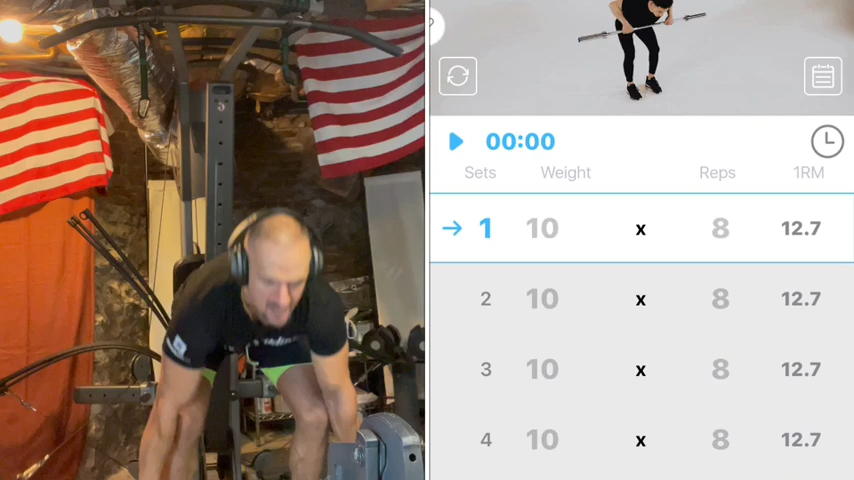 00:00
Sets Weight Reps 1RM
1 10 x 8 12.7
2 10 x 8 12.7
3 10 x 8 12.7
4 10 x 8 12.7